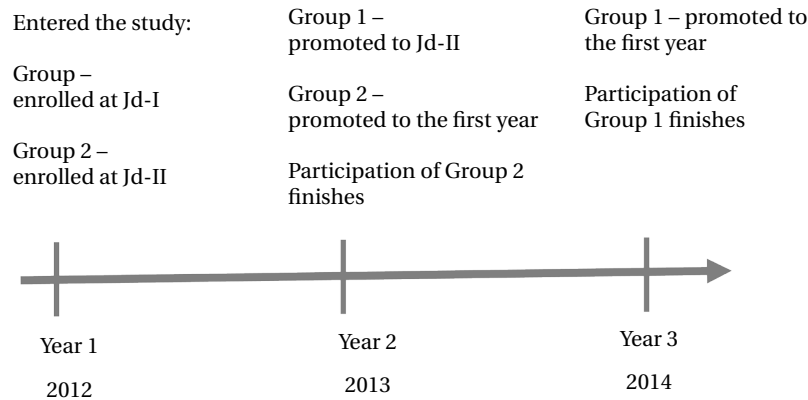 Entered the study:
Group –
enrolled at Jd-I
Group 2 –
enrolled at Jd-II
Group 1 –
promoted to Jd-II
Group 2 –
promoted to the first year
Participation of Group 2
finishes
Group 1 – promoted to
the first year
Participation of
Group 1 finishes
Year 1
2012
Year 2
2013
Year 3
2014